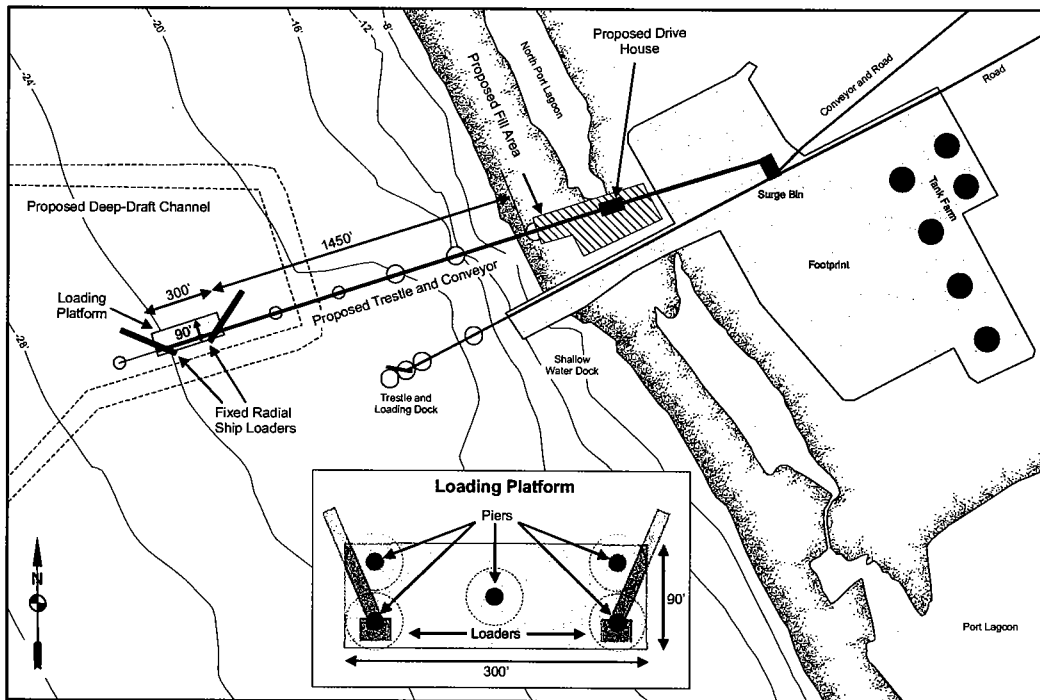 -20'
-16'
-12'
-8'
-24'
-28'
Proposed Drive
House
North Port Lagoon
Proposed Fill Area
Conveyor and Road
Road
Surge Bin
Tank Farm
Footprint
Proposed Deep-Draft Channel
1450'
300'
Loading
Platform
90'
Proposed Trestle and Conveyor
Fixed Radial
Ship Loaders
Trestle and
Loading Dock
Shallow
Water Dock
Port Lagoon
N
Loading Platform
Piers
90'
Loaders
300'